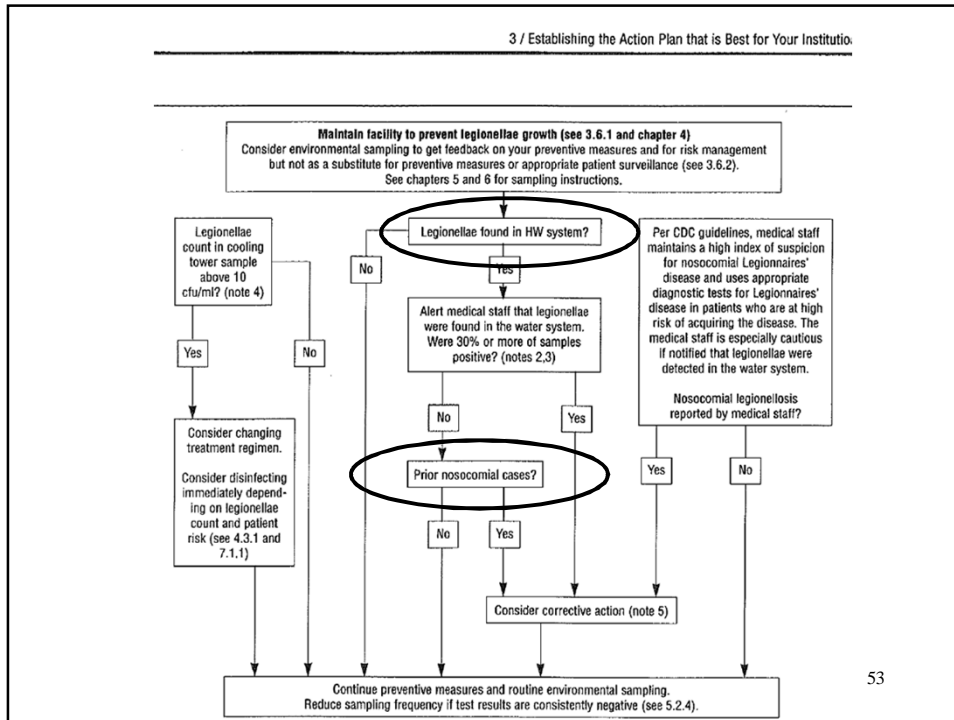 3 / Establishing the Action Plan that is Best for Your Institutio
Maintain facility to prevent legionellae growth (see 3.6.1 and chapter 4)
Consider environmental sampling to get feedback on your preventive measures and for risk management
but not as a substitute for preventive measures or appropriate patient surveillance (see 3.6.2).
See chapters 5 and 6 for sampling instructions.
Legionellae
count in cooling
tower sample
above 10
cfu/ml? (note 4)
Yes
No
Consider changing
treatment regimen.
Consider disinfecting
immediately depend-
ing on legionellae
count and patient
risk (see 4.3.1 and
7.1.1)
Legionellae found in HW system?
No
Yes
Alert medical staff that legionellae
were found in the water system.
Were 30% or more of samples
positive? (notes 2,3)
No
Yes
Prior nosocomial cases?
No
Yes
Per CDC guidelines, medical staff
maintains a high index of suspicion
for nosocomial Legionnaires'
disease and uses appropriate
diagnostic tests for Legionnaires'
disease in patients who are at high
risk of acquiring the disease. The
medical staff is especially cautious
if notified that legionellae were
detected in the water system.
Nosocomial legionellosis
reported by medical staff?
Yes
No
Consider corrective action (note 5)
Continue preventive measures and routine environmental sampling.
Reduce sampling frequency if test results are consistently negative (see 5.2.4).
53